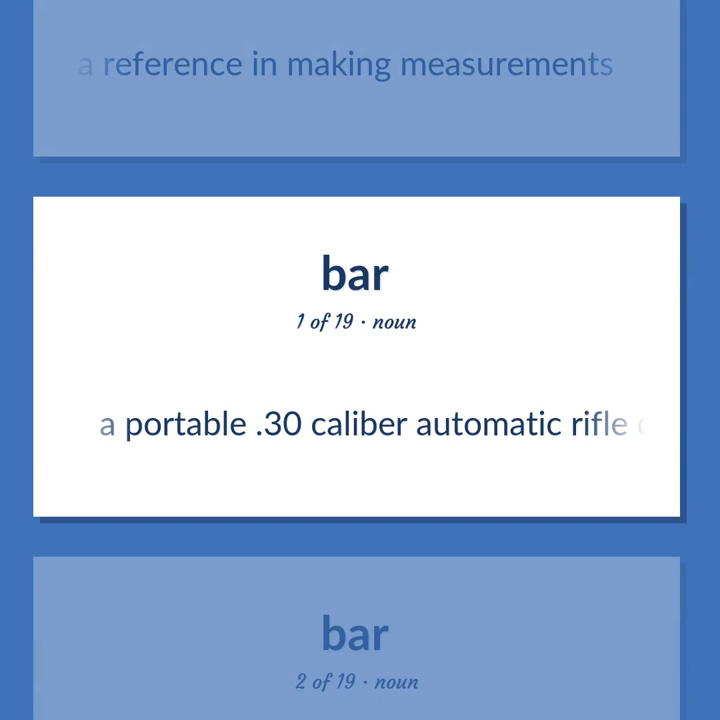 a reference in making measurements
bar
1 of 19 · noun
a portable .30 caliber automatic rifle
bar
2 of 19 · noun